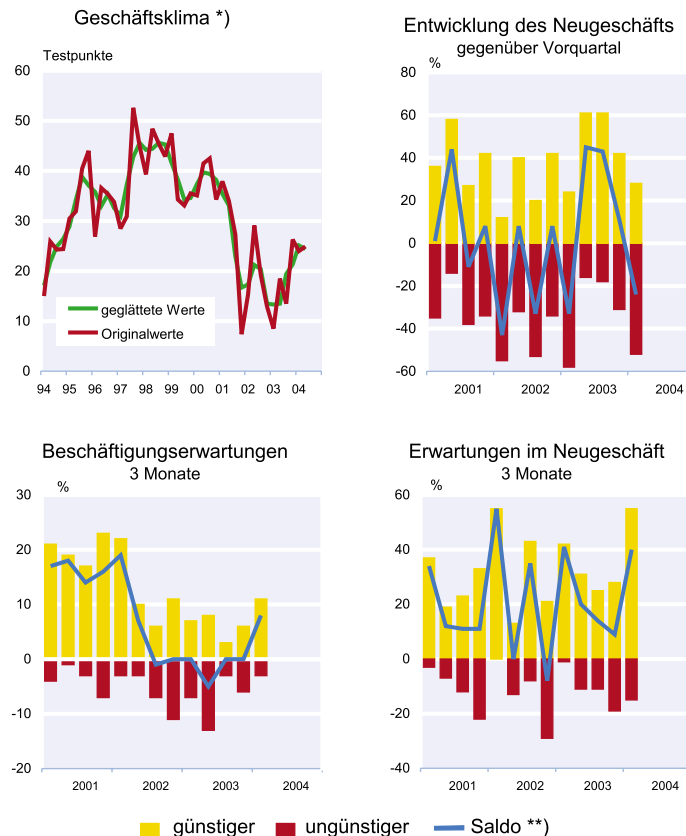 Geschäftsklima *)
Testpunkte
60
50
40
30
20
10
0
geglättete Werte
Originalwerte
94 95 96 97 98 99 00 01 02 03 04
Entwicklung des Neugeschäfts
gegenüber Vorquartal
%
80
60
40
20
0
-20
-40
-60
2001 2002 2003 2004
Beschäftigungserwartungen
3 Monate
%
30
20
10
0
-10
-20
2001 2002 2003 2004
Erwartungen im Neugeschäft
3 Monate
%
60
40
20
0
-20
-40
2001 2002 2003 2004
günstiger ungünstiger Saldo **)